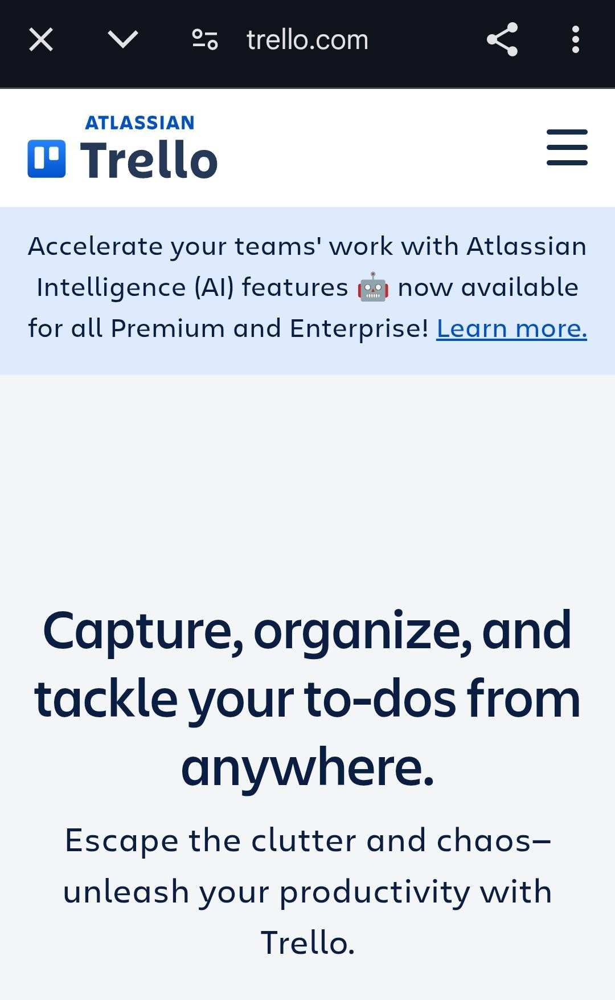 trello.com
ATLASSIAN
Trello
Accelerate your teams' work with Atlassian
Intelligence (AI) features 🤖 now available
for all Premium and Enterprise! Learn more.
Capture, organize, and
tackle your to-dos from
anywhere.
Escape the clutter and chaos—
unleash your productivity with
Trello.